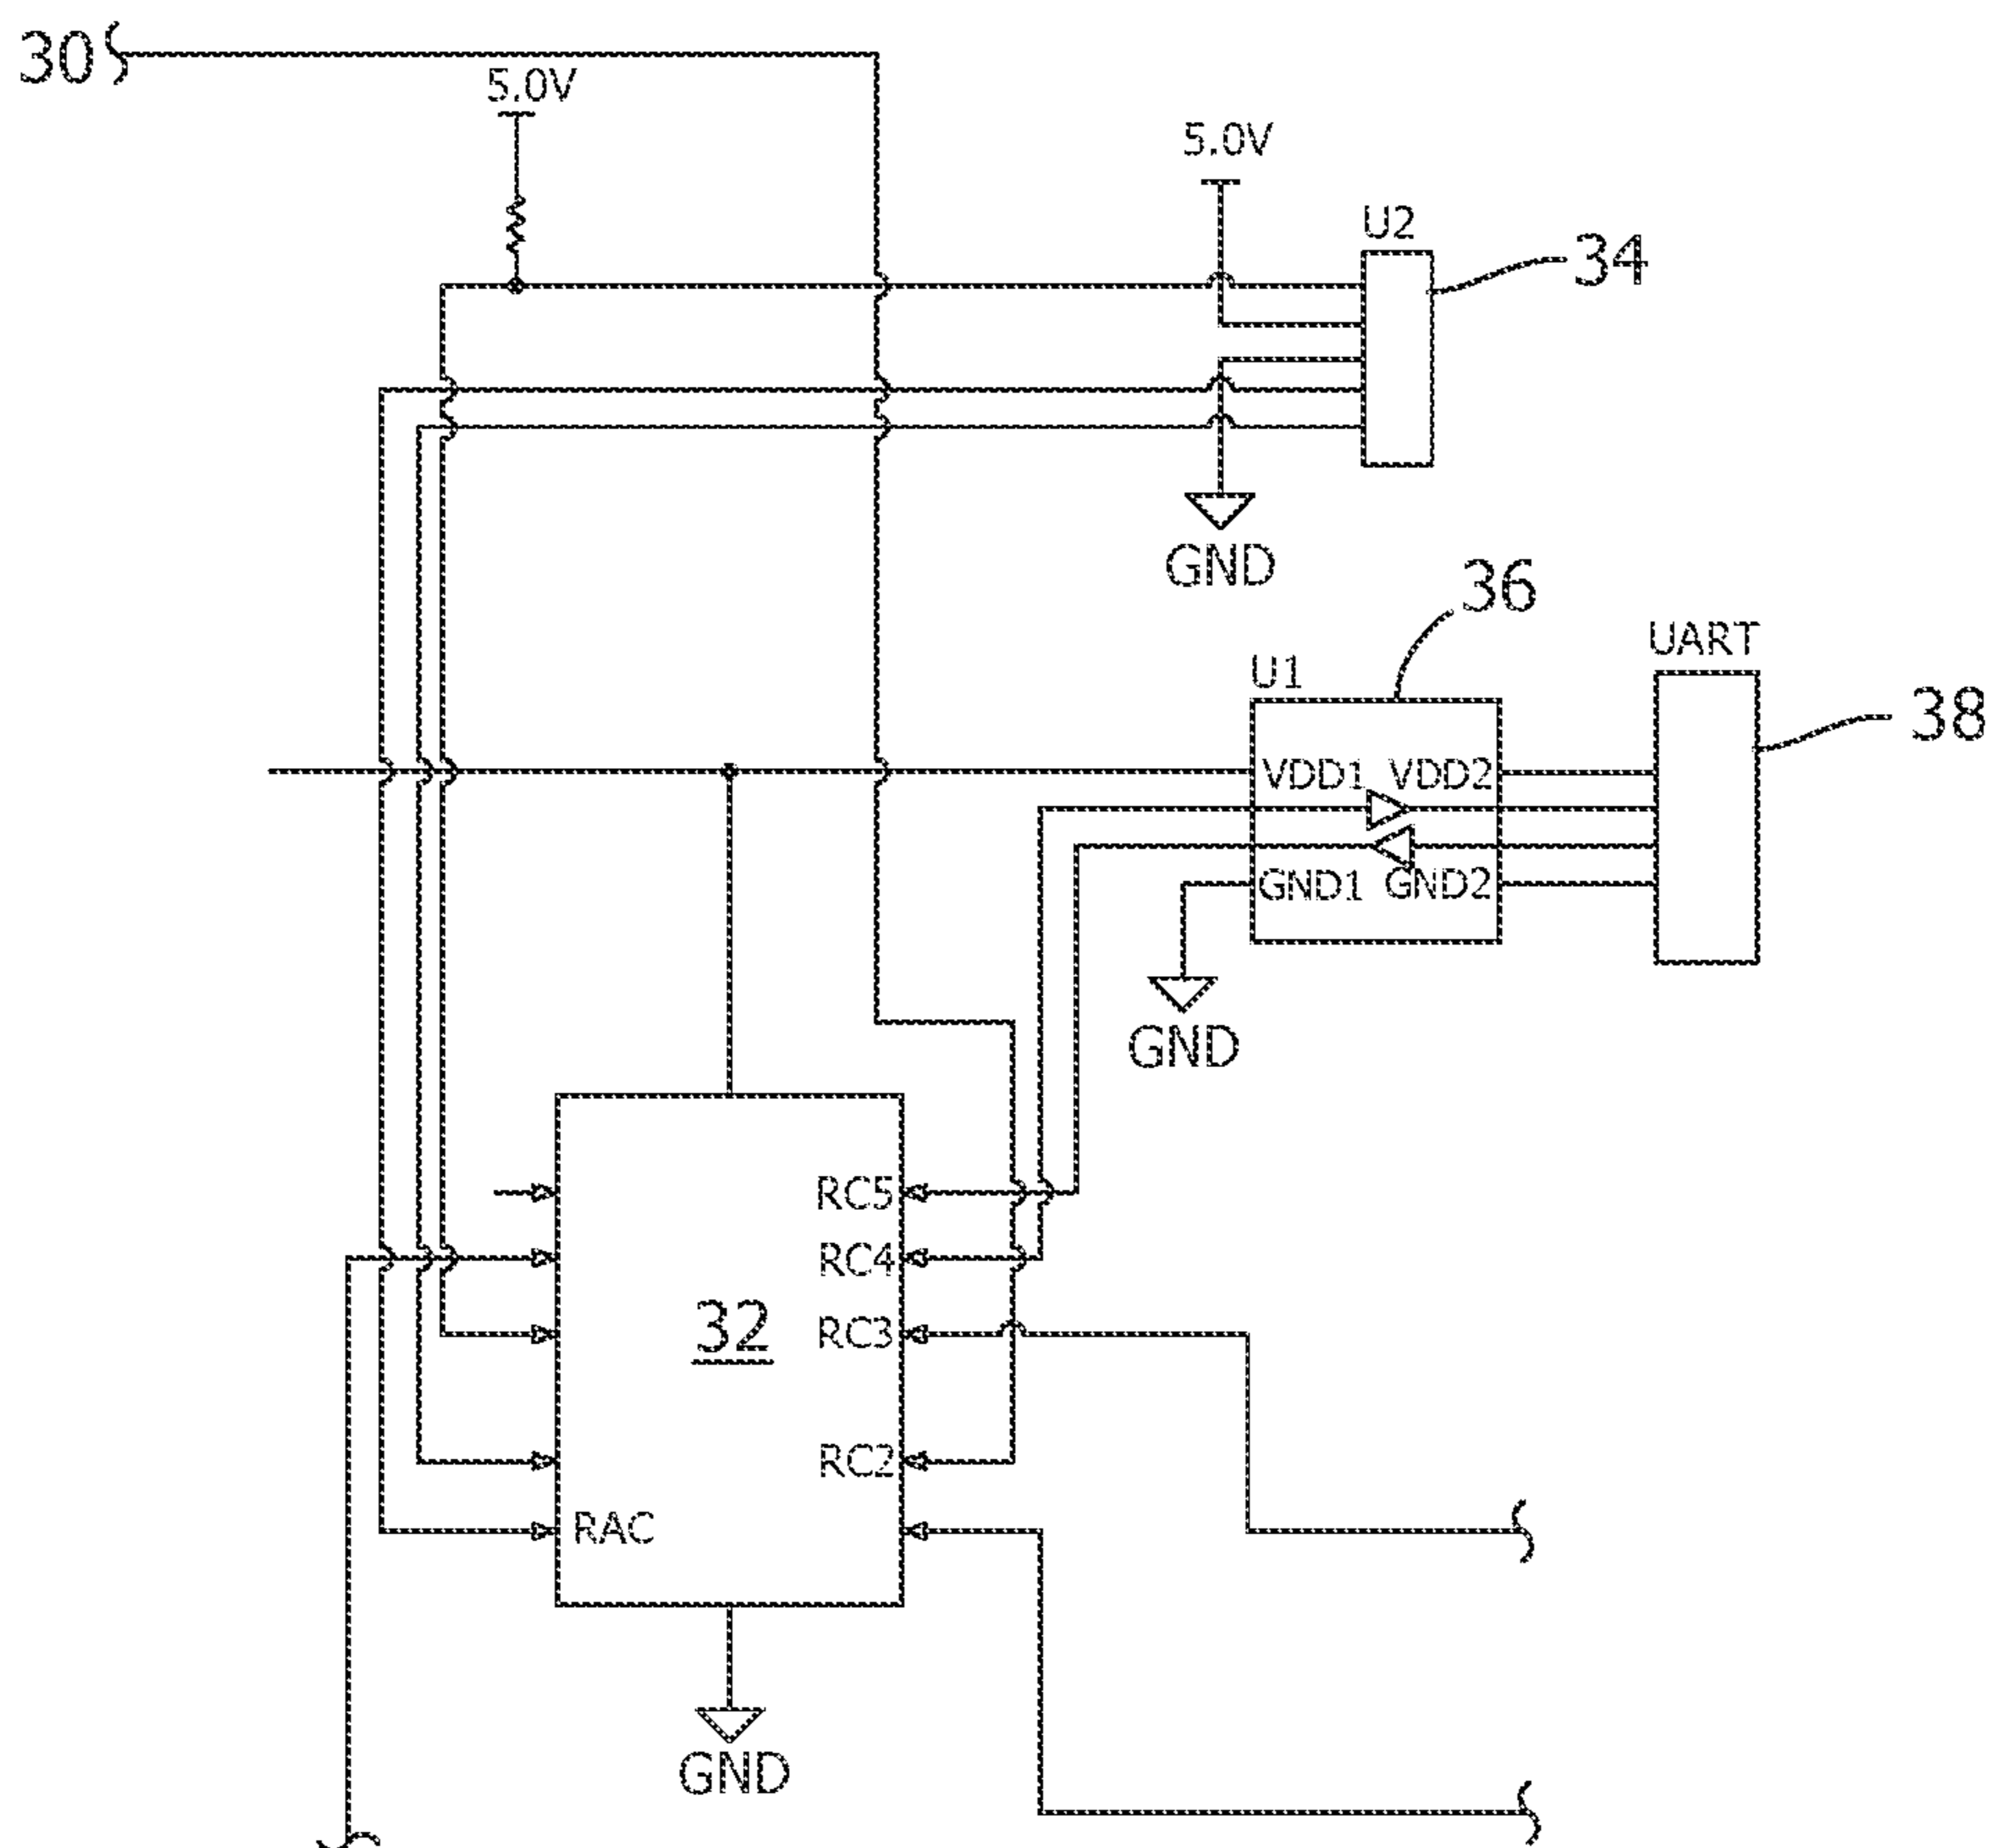 30
5.0V
5.0V
U2
34
GND
36
UART
U1
38
VDD1 VDD2
GND1 GND2
GND
RC5
RC4
32
RC3
RC2
RAC
GND